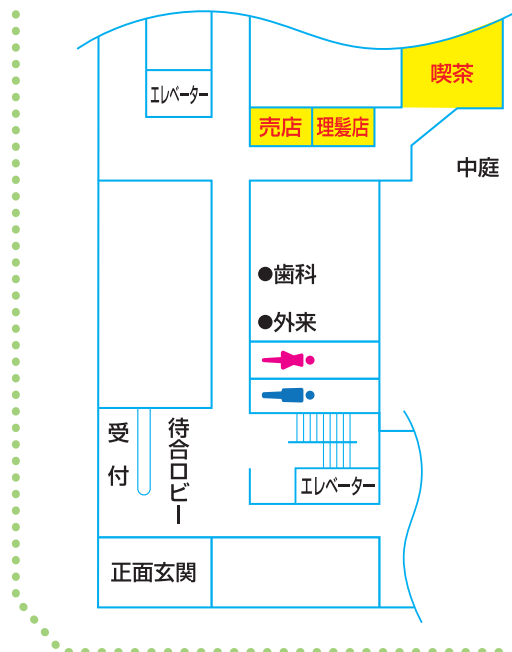 喫茶
エレベーター
売店
理髪店
中庭
●歯科
●外来
受付
待合ロビー
エレベーター
正面玄関